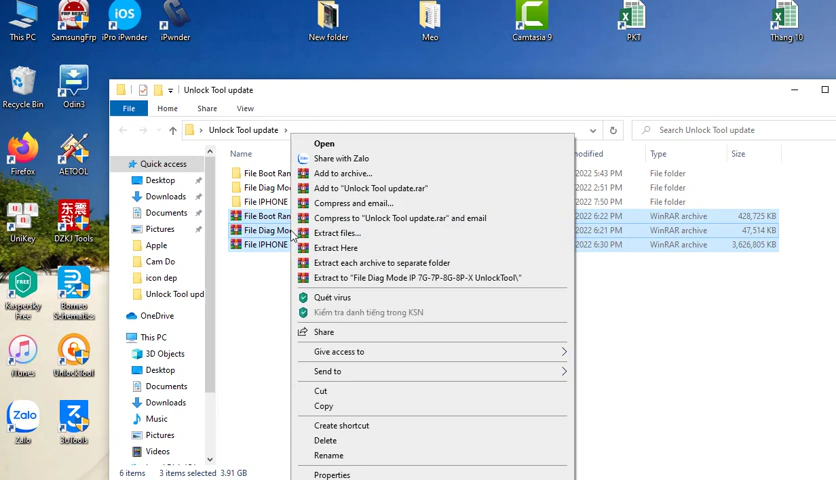 This PC
SamsungFrp
iPro iPwnder
iPwnder
New folder
Meo
Camtasia 9
PKT
Thang 10
Recycle Bin
Odin3
Firefox
AETOOL
UniKey
DZKJ Tools
Kaspersky Free
Borneo Schematics
iTunes
UnlockTool
Zalo
3uTools
Unlock Tool update
File
Home
Share
View
Unlock Tool update
Search Unlock Tool update
Name
modified
Type
Size
Quick access
Desktop
Downloads
Documents
Pictures
Apple
Cam Do
icon dep
Unlock Tool upd
OneDrive
This PC
3D Objects
Desktop
Documents
Downloads
Music
Pictures
Videos
File Boot Ran
2022 5:43 PM
File folder
File Diag Mo
2022 5:23 PM
File folder
File IPHONE
2022 7:50 PM
File folder
File Boot Ran
2022 6:22 PM
WinRAR archive
428,725 KB
File Diag Mo
2022 6:21 PM
WinRAR archive
47,514 KB
File IPHONE
2022 6:30 PM
WinRAR archive
3,626,805 KB
Open
Share with Zalo
Add to archive...
Add to "Unlock Tool update.rar"
Compress and email...
Compress to "Unlock Tool update.rar" and email
Extract files...
Extract Here
Extract each archive to separate folder
Extract to "File Diag Mode IP 7G-7P-8G-8P-X UnlockTool\"
Quét virus
Kiểm tra danh tiếng trong KSN
Share
Give access to
Send to
Cut
Copy
Create shortcut
Delete
Rename
Properties
6 items
3 items selected
3.91 GB